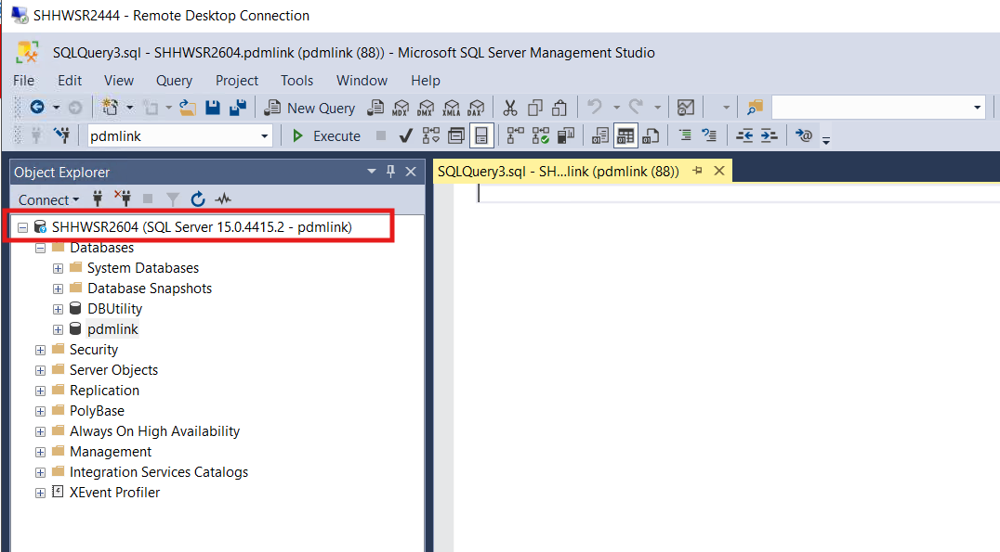 SHHWSR2444 - Remote Desktop Connection
SQLQuery3.sql - SHHWSR2604.pdmlink (pdmlink (88)) - Microsoft SQL Server Management Studio
File Edit View Query Project Tools Window Help
New Query MDX DMX XMLA DAX
pdmlink Execute
Object Explorer
SQLQuery3.sql - SH...link (pdmlink (88))
Connect
SHHWSR2604 (SQL Server 15.0.4415.2 - pdmlink)
Databases
System Databases
Database Snapshots
DBUtility
pdmlink
Security
Server Objects
Replication
PolyBase
Always On High Availability
Management
Integration Services Catalogs
XEvent Profiler